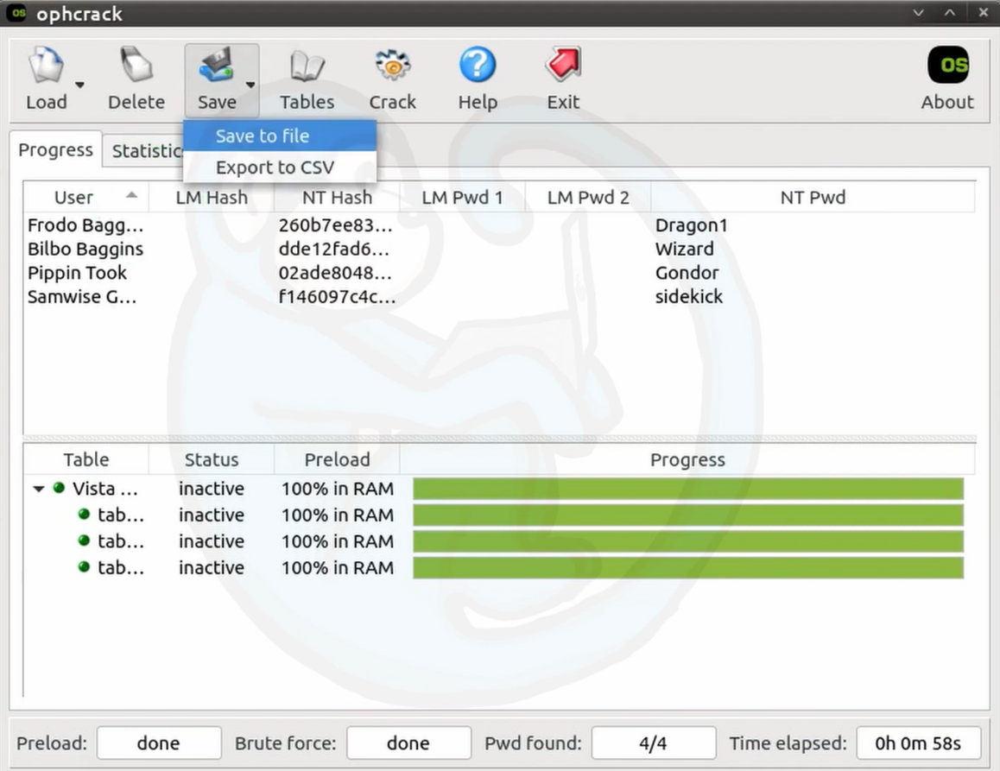 os ophcrack
Load Delete Save Tables Crack Help Exit About
OS
Save to file
Progress Statistics
Export to CSV
User LM Hash NT Hash LM Pwd 1 LM Pwd 2 NT Pwd
Frodo Bagg... 260b7ee83... Dragon1
Bilbo Baggins dde12fad6... Wizard
Pippin Took 02ade8048... Gondor
Samwise G... f146097c4c... sidekick
Table Status Preload Progress
Vista ... inactive 100% in RAM
tab... inactive 100% in RAM
tab... inactive 100% in RAM
tab... inactive 100% in RAM
Preload: done Brute force: done Pwd found: 4/4 Time elapsed: 0h 0m 58s